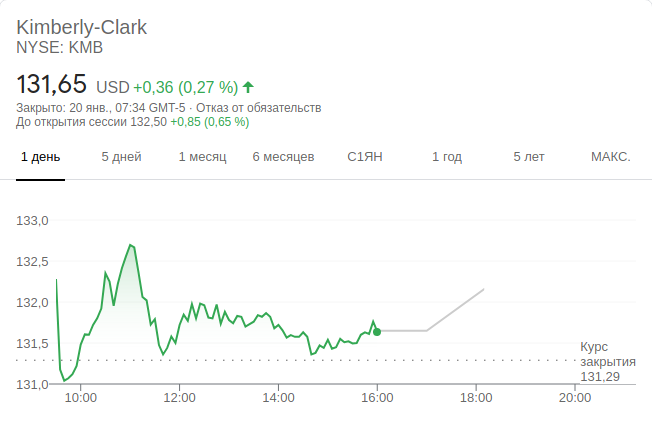 Kimberly-Clark
NYSE: KMB
131,65 USD +0,36 (0,27 %)
Закрыто: 20 янв., 07:34 GMT-5 · Отказ от обязательств
До открытия сессии 132,50 +0,85 (0,65 %)
1 день 5 дней 1 месяц 6 месяцев С1ЯН 1 год 5 лет МАКС.
133,0
132,5
132,0
131,5
131,0
Курс
закрытия
131,29
10:00 12:00 14:00 16:00 18:00 20:00